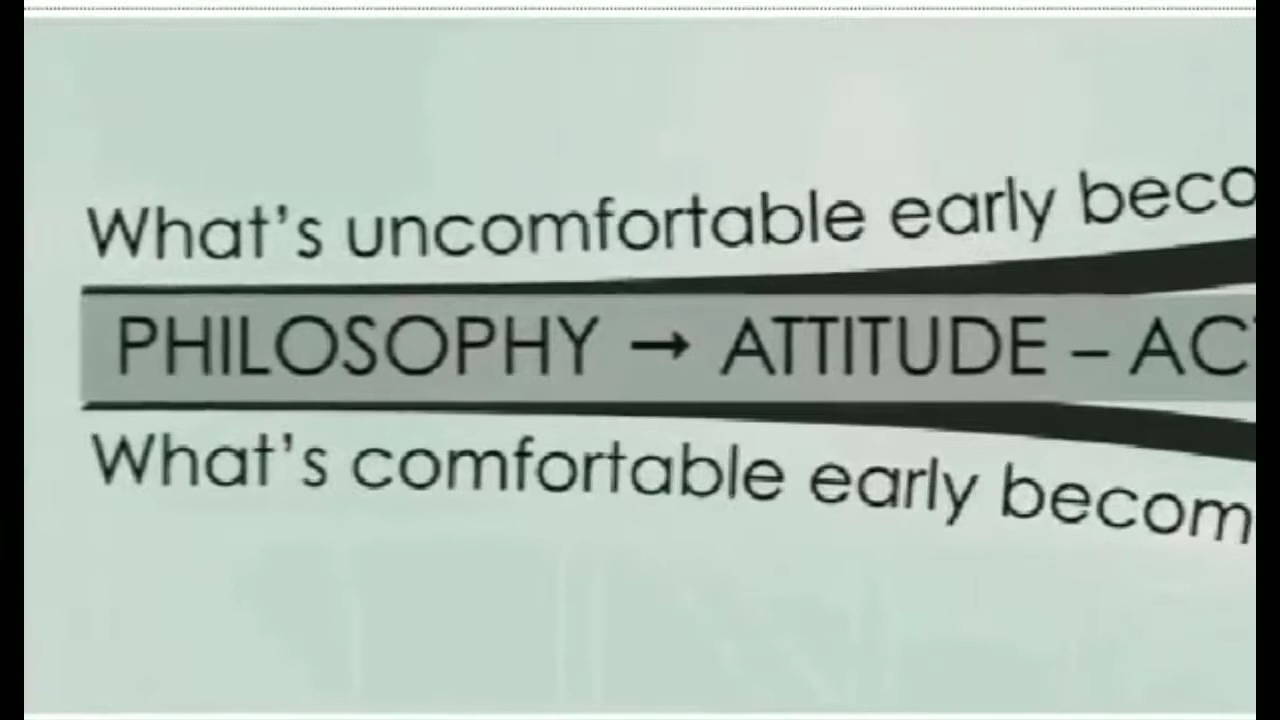 What's uncomfortable early beco
PHILOSOPHY → ATTITUDE – AC
What's comfortable early becom